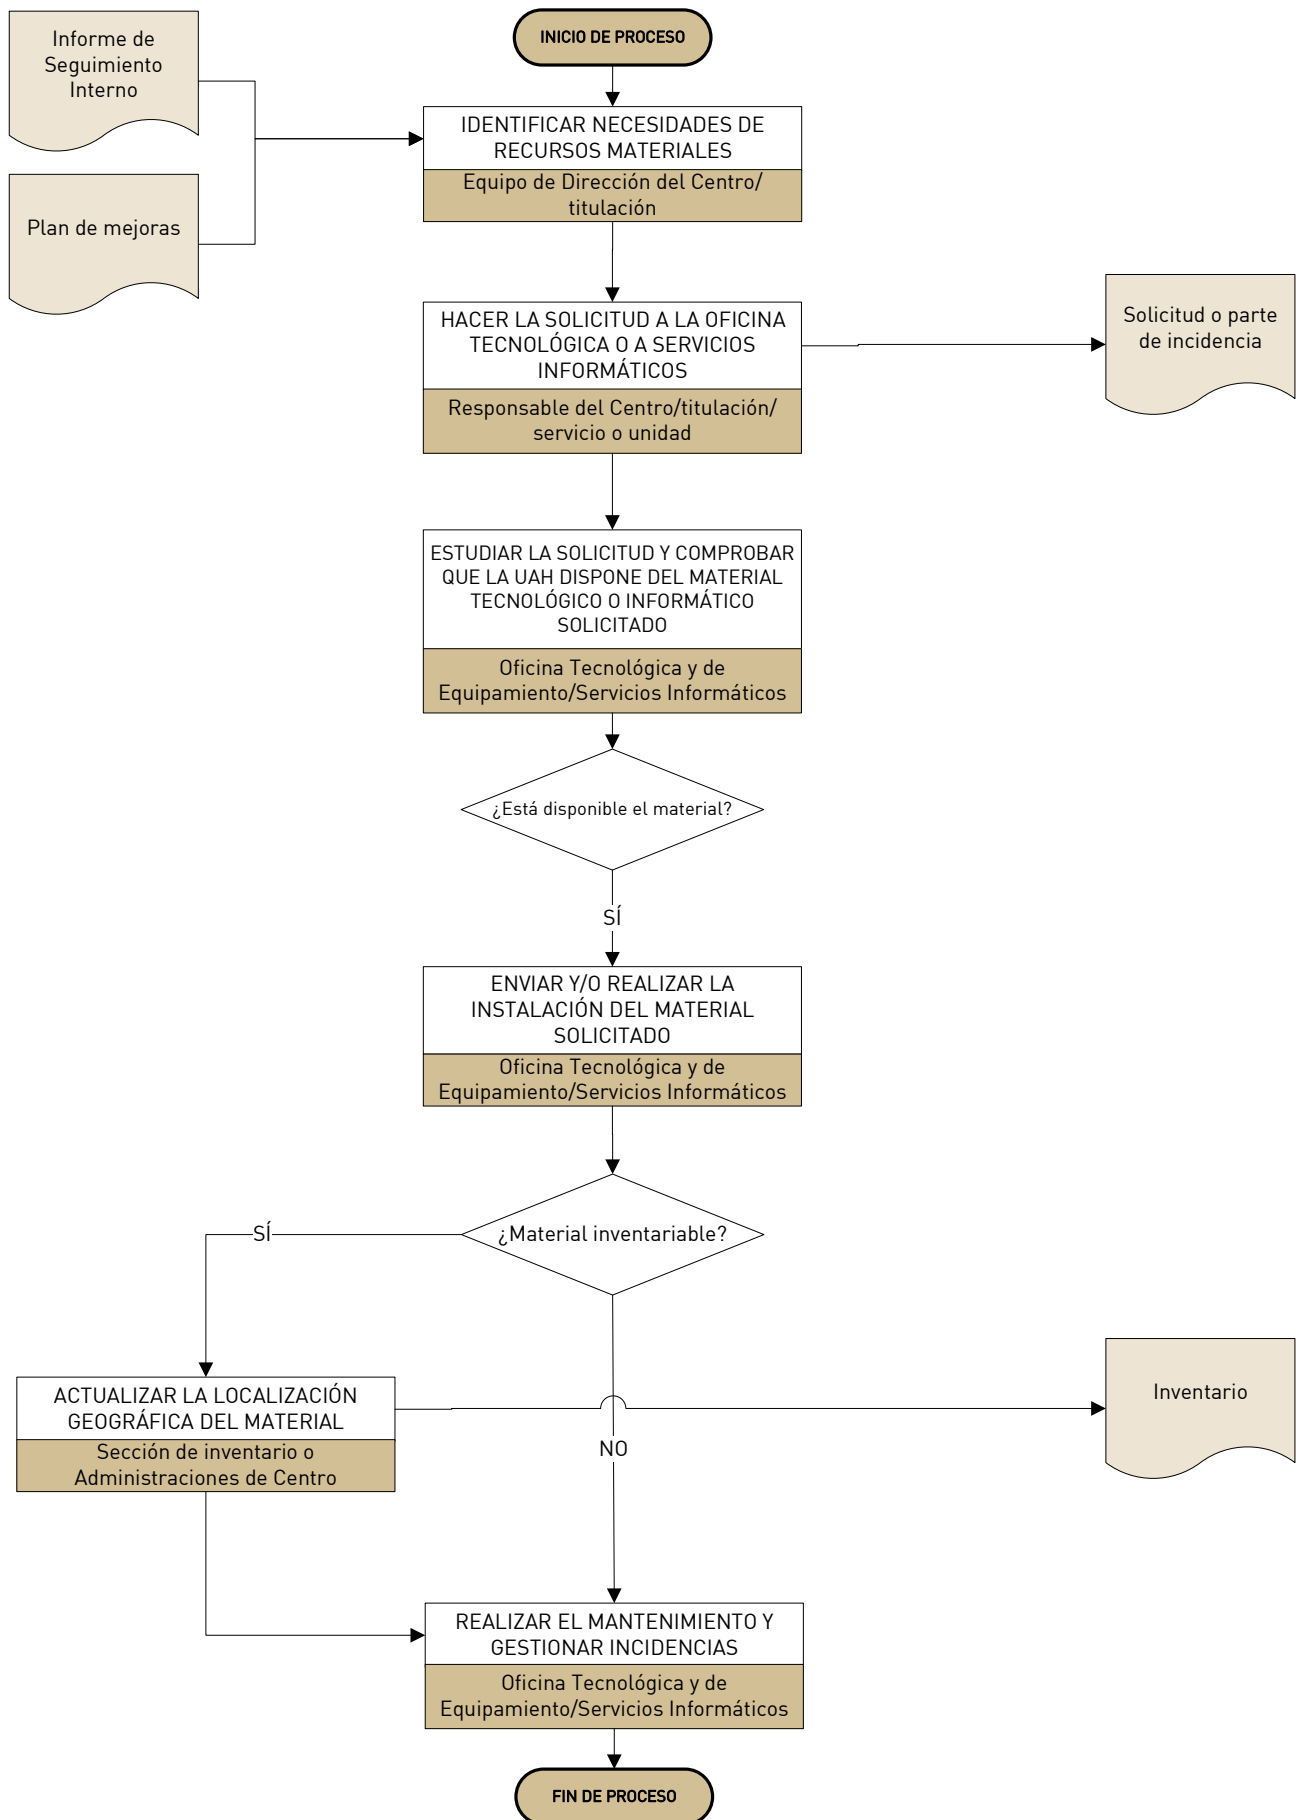 Informe de
Seguimiento
Interno
INICIO DE PROCESO
IDENTIFICAR NECESIDADES DE
RECURSOS MATERIALES
Equipo de Dirección del Centro/
titulación
Plan de mejoras
HACER LA SOLICITUD A LA OFICINA
TECNOLÓGICA O A SERVICIOS
INFORMÁTICOS
Responsable del Centro/titulación/
servicio o unidad
Solicitud o parte
de incidencia
ESTUDIAR LA SOLICITUD Y COMPROBAR
QUE LA UAH DISPONE DEL MATERIAL
TECNOLÓGICO O INFORMÁTICO
SOLICITADO
Oficina Tecnológica y de
Equipamiento/Servicios Informáticos
¿Está disponible el material?
SÍ
ENVIAR Y/O REALIZAR LA
INSTALACIÓN DEL MATERIAL
SOLICITADO
Oficina Tecnológica y de
Equipamiento/Servicios Informáticos
¿Material inventariable?
SÍ
ACTUALIZAR LA LOCALIZACIÓN
GEOGRÁFICA DEL MATERIAL
Sección de inventario o
Administraciones de Centro
Inventario
NO
REALIZAR EL MANTENIMIENTO Y
GESTIONAR INCIDENCIAS
Oficina Tecnológica y de
Equipamiento/Servicios Informáticos
FIN DE PROCESO